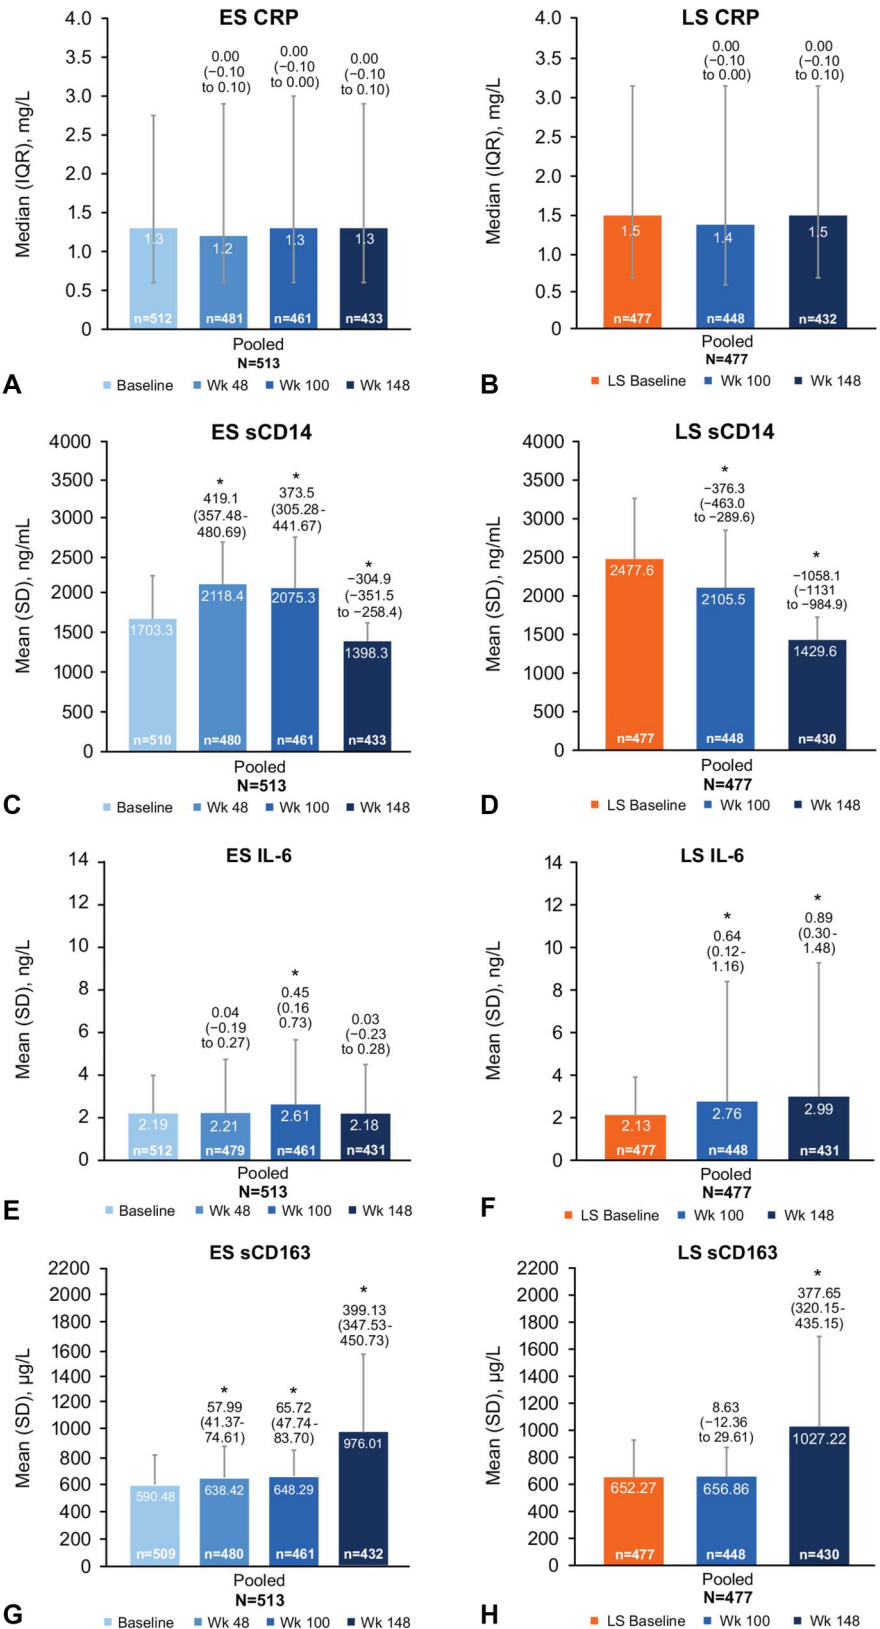 ES CRP
Median (IQR), mg/L
4.0
3.5
3.0
2.5
2.0
1.5
1.0
0.5
0
0.00
(−0.10
to 0.10)
0.00
(−0.10
to 0.00)
0.00
(−0.10
to 0.10)
1.3
1.2
1.3
1.3
n=512
n=481
n=461
n=433
Pooled
N=513
A
Baseline Wk 48 Wk 100 Wk 148
LS CRP
Median (IQR), mg/L
4.0
3.5
3.0
2.5
2.0
1.5
1.0
0.5
0
0.00
(−0.10
to 0.00)
0.00
(−0.10
to 0.10)
1.5
1.4
1.5
n=477
n=448
n=432
Pooled
N=477
B
LS Baseline Wk 100 Wk 148
ES sCD14
Mean (SD), ng/mL
4000
3500
3000
2500
2000
1500
1000
500
0
*
419.1
(357.48-
480.69)
*
373.5
(305.28-
441.67)
*
−304.9
(−351.5
to −258.4)
1703.3
2118.4
2075.3
1398.3
n=510
n=480
n=461
n=433
Pooled
N=513
C
Baseline Wk 48 Wk 100 Wk 148
LS sCD14
Mean (SD), ng/mL
4000
3500
3000
2500
2000
1500
1000
500
0
*
−376.3
(−463.0
to −289.6)
*
−1058.1
(−1131
to −984.9)
2477.6
2105.5
1429.6
n=477
n=448
n=430
Pooled
N=477
D
LS Baseline Wk 100 Wk 148
ES IL-6
Mean (SD), ng/L
14
12
10
8
6
4
2
0
0.04
(−0.19
to 0.27)
*
0.45
(0.16
0.73)
0.03
(−0.23
to 0.28)
2.19
2.21
2.61
2.18
n=512
n=479
n=461
n=431
Pooled
N=513
E
Baseline Wk 48 Wk 100 Wk 148
LS IL-6
Mean (SD), ng/L
14
12
10
8
6
4
2
0
*
0.64
(0.12-
1.16)
*
0.89
(0.30-
1.48)
2.13
2.76
2.99
n=477
n=448
n=431
Pooled
N=477
F
LS Baseline Wk 100 Wk 148
ES sCD163
Mean (SD), µg/L
2200
2000
1800
1600
1400
1200
1000
800
600
400
200
0
*
57.99
(41.37-
74.61)
*
65.72
(47.74-
83.70)
*
399.13
(347.53-
450.73)
590.48
638.42
648.29
976.01
n=509
n=480
n=461
n=432
Pooled
N=513
G
Baseline Wk 48 Wk 100 Wk 148
LS sCD163
Mean (SD), µg/L
2200
2000
1800
1600
1400
1200
1000
800
600
400
200
0
8.63
(−12.36
to 29.61)
*
377.65
(320.15-
435.15)
652.27
656.86
1027.22
n=477
n=448
n=430
Pooled
N=477
H
LS Baseline Wk 100 Wk 148